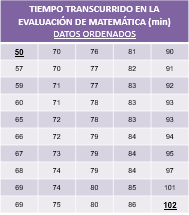 TIEMPO TRANSCURRIDO EN LA
EVALUACIÓN DE MATEMÁTICA (min)
DATOS ORDENADOS
50 70 76 81 90
57 70 77 82 91
59 71 77 83 92
60 71 78 83 93
65 72 78 83 93
66 72 79 84 94
67 73 79 84 95
68 74 79 84 97
69 74 80 85 101
69 75 80 86 102